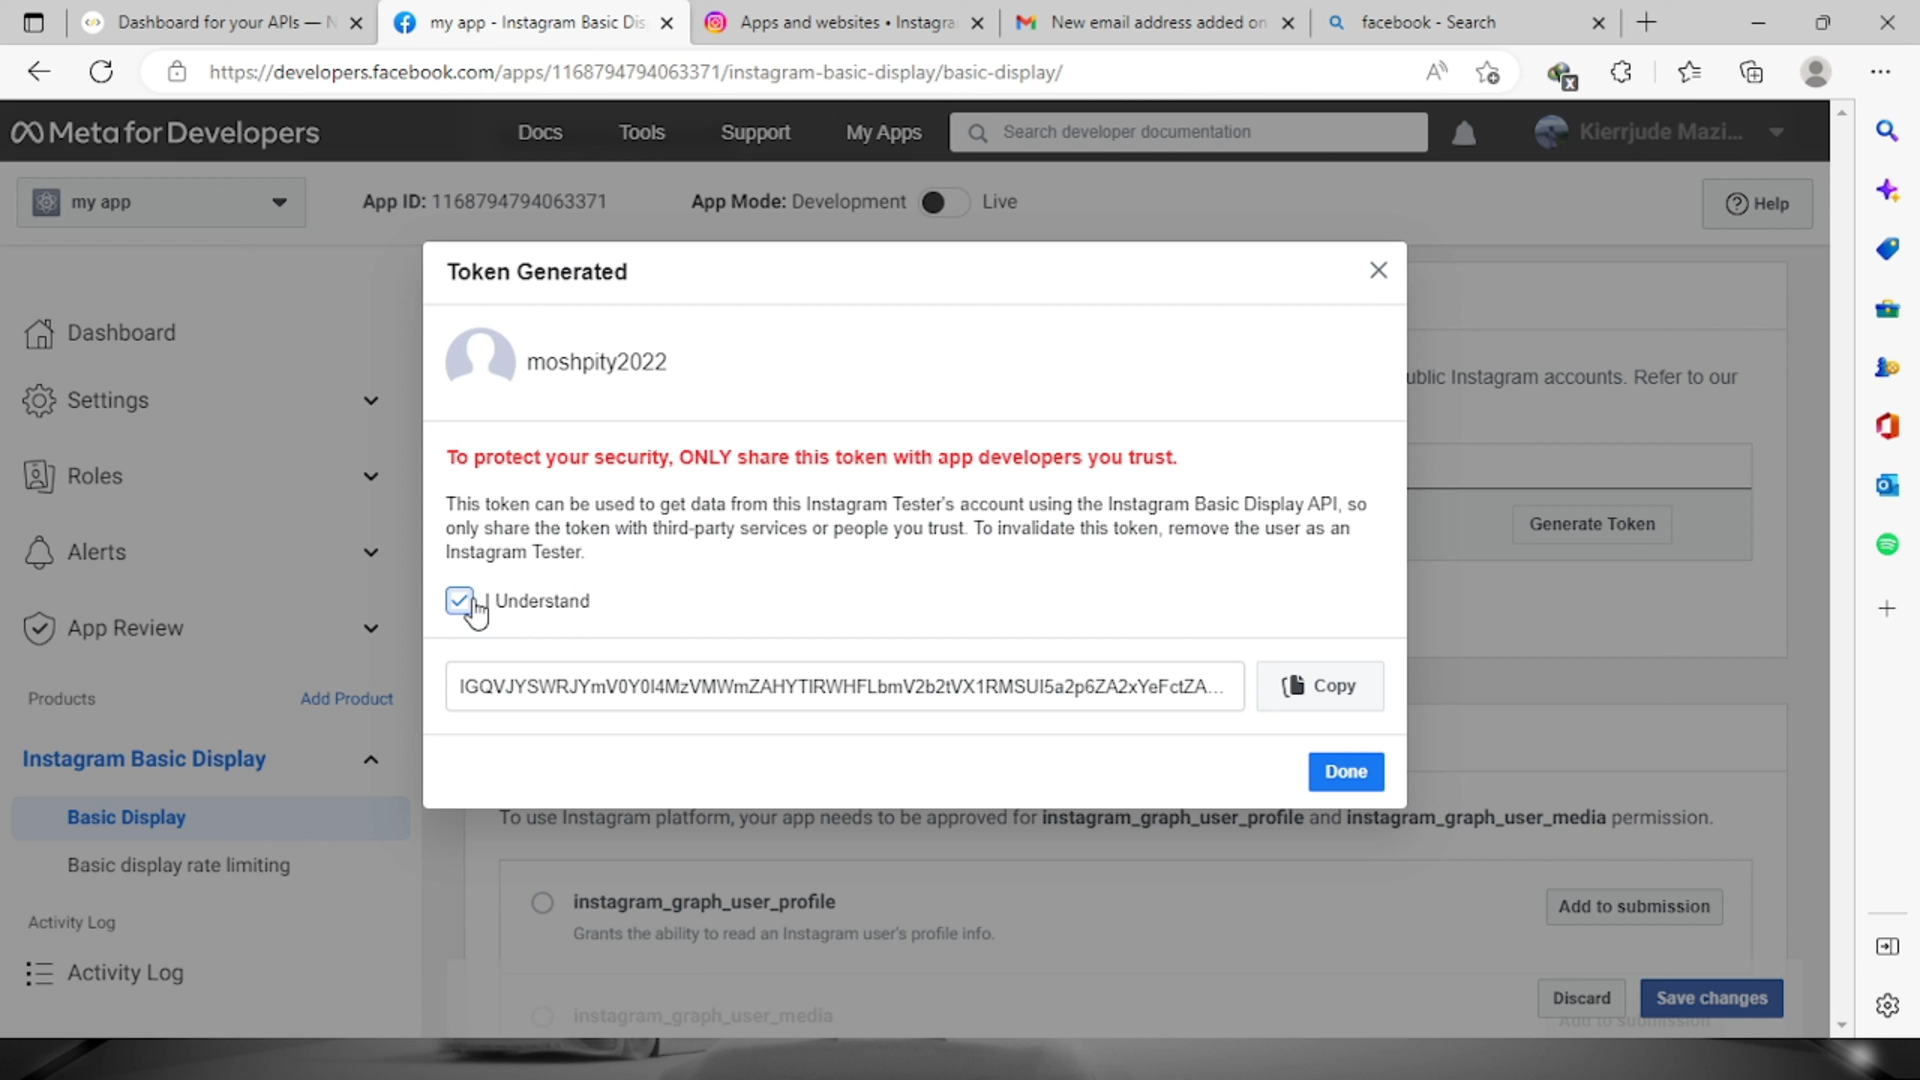 Dashboard for your APIs — N
my app - Instagram Basic Dis
Apps and websites • Instagra
New email address added on
facebook - Search
https://developers.facebook.com/apps/1168794794063371/instagram-basic-display/basic-display/
Meta for Developers
Docs
Tools
Support
My Apps
Search developer documentation
Kierrjude Mazi...
my app
App ID: 1168794794063371
App Mode: Development
Live
Help
Token Generated
moshpity2022
ublic Instagram accounts. Refer to our
To protect your security, ONLY share this token with app developers you trust.
This token can be used to get data from this Instagram Tester's account using the Instagram Basic Display API, so
only share the token with third-party services or people you trust. To invalidate this token, remove the user as an
Instagram Tester.
Generate Token
I Understand
IGQVJYSWRJYmV0Y0I4MzVMWmZAHYTIRWHFLbmV2b2tVX1RMSUI5a2p6ZA2xYeFctZA...
Copy
Done
Dashboard
Settings
Roles
Alerts
App Review
Products
Add Product
Instagram Basic Display
Basic Display
Basic display rate limiting
Activity Log
Activity Log
To use Instagram platform, your app needs to be approved for instagram_graph_user_profile and instagram_graph_user_media permission.
instagram_graph_user_profile
Add to submission
Grants the ability to read an Instagram user's profile info.
instagram_graph_user_media
Add to submission
Discard
Save changes